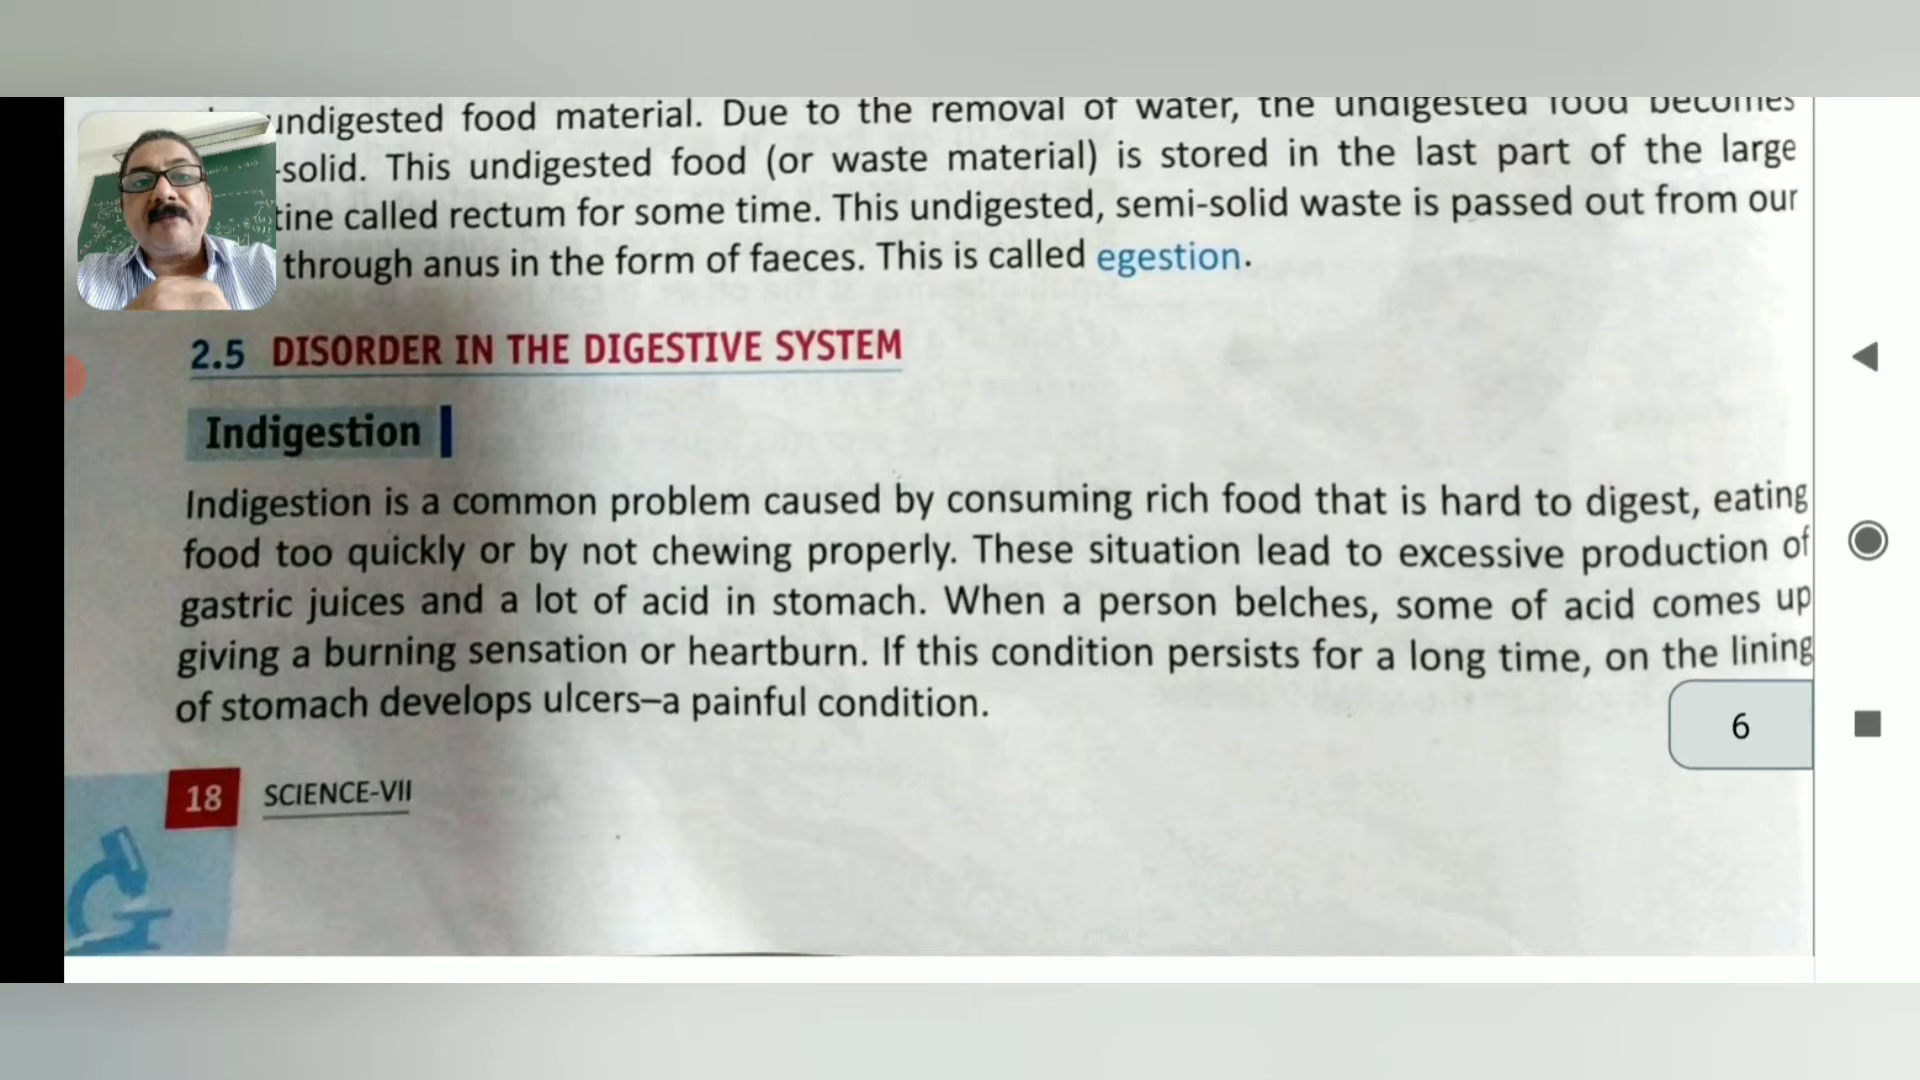 undigested food material. Due to the removal of water, the undigested food becomes
-solid. This undigested food (or waste material) is stored in the last part of the large
tine called rectum for some time. This undigested, semi-solid waste is passed out from our
through anus in the form of faeces. This is called egestion.
2.5 DISORDER IN THE DIGESTIVE SYSTEM
Indigestion
Indigestion is a common problem caused by consuming rich food that is hard to digest, eating
food too quickly or by not chewing properly. These situation lead to excessive production of
gastric juices and a lot of acid in stomach. When a person belches, some of acid comes up
giving a burning sensation or heartburn. If this condition persists for a long time, on the lining
of stomach develops ulcers–a painful condition.
6
18 SCIENCE-VII